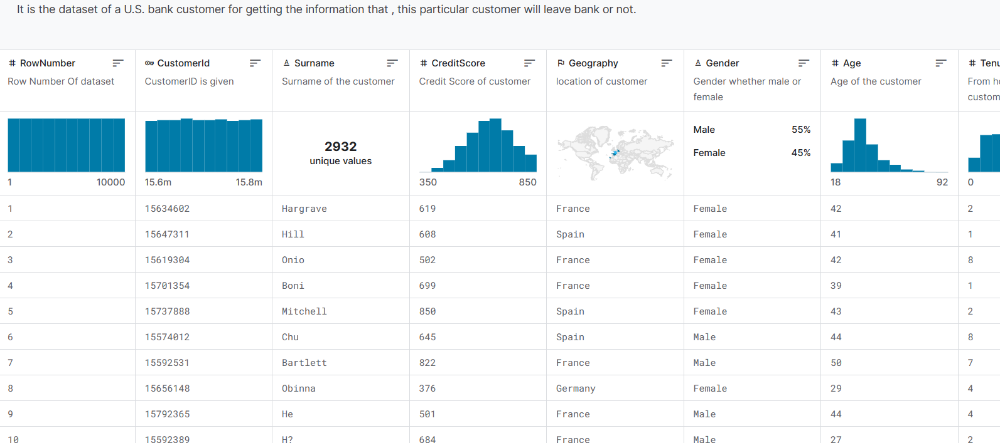 It is the dataset of a U.S. bank customer for getting the information that , this particular customer will leave bank or not.
# RowNumber CustomerId A Surname # CreditScore Geography A Gender # Age # Tenu
Row Number Of dataset CustomerID is given Surname of the customer Credit Score of customer location of customer Gender whether male or Age of the customer From ho
female custom
Male 55%
2932
unique values
Female 45%
1 10000 15.6m 15.8m 350 850 18 92 0
1 15634602 Hargrave 619 France Female 42 2
2 15647311 Hill 608 Spain Female 41 1
3 15619304 Onio 502 France Female 42 8
4 15701354 Boni 699 France Female 39 1
5 15737888 Mitchell 850 Spain Female 43 2
6 15574012 Chu 645 Spain Male 44 8
7 15592531 Bartlett 822 France Male 50 7
8 15656148 Obinna 376 Germany Female 29 4
9 15792365 He 501 France Male 44 4
10 15592389 H? 684 France Male 27 2